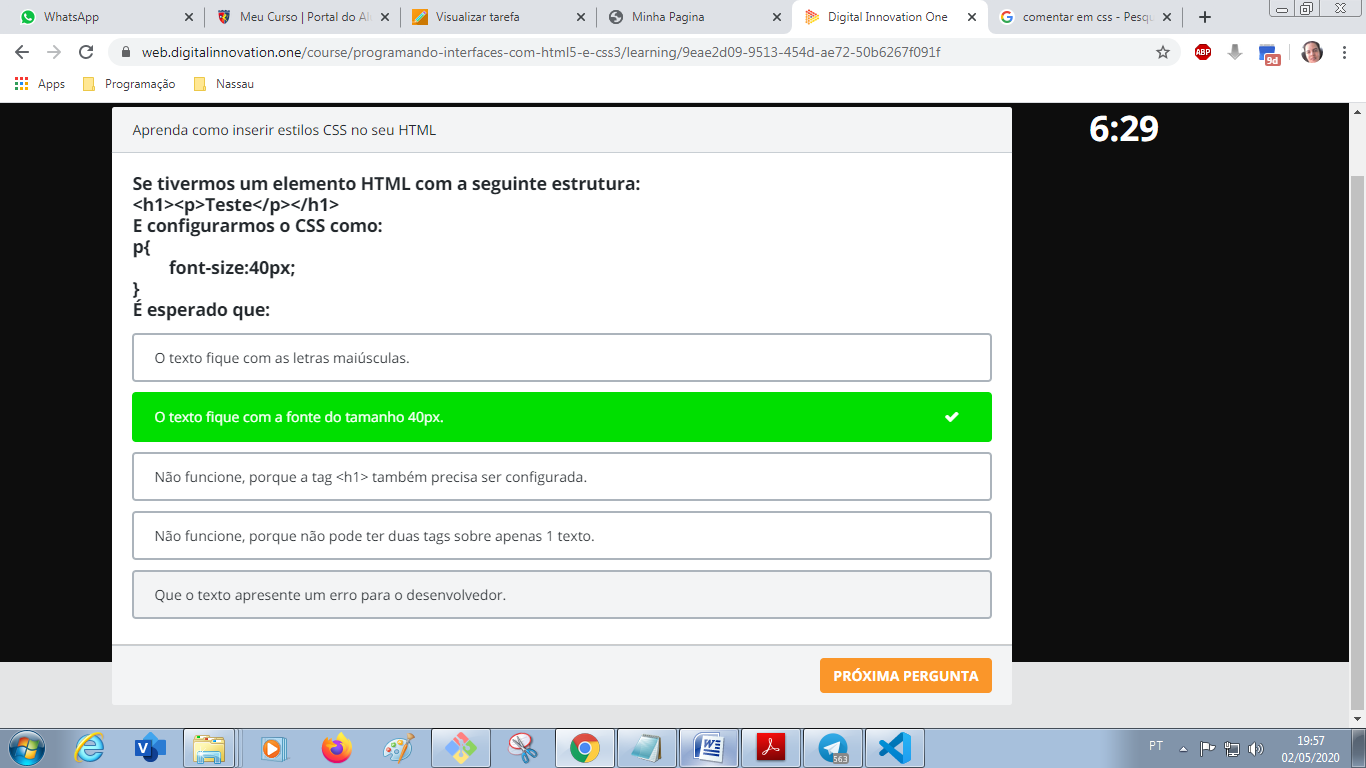 WhatsApp
Meu Curso | Portal do Al
Visualizar tarefa
Minha Pagina
Digital Innovation One
comentar em css - Pesqu
web.digitalinnovation.one/course/programando-interfaces-com-html5-e-css3/learning/9eae2d09-9513-454d-ae72-50b6267f091f
ABP
9d
Apps
Programação
Nassau
Aprenda como inserir estilos CSS no seu HTML
6:29
Se tivermos um elemento HTML com a seguinte estrutura:
<h1><p>Teste</p></h1>
E configurarmos o CSS como:
p{
font-size:40px;
}
É esperado que:
O texto fique com as letras maiúsculas.
O texto fique com a fonte do tamanho 40px.
Não funcione, porque a tag <h1> também precisa ser configurada.
Não funcione, porque não pode ter duas tags sobre apenas 1 texto.
Que o texto apresente um erro para o desenvolvedor.
PRÓXIMA PERGUNTA
563
PT
19:57
02/05/2020